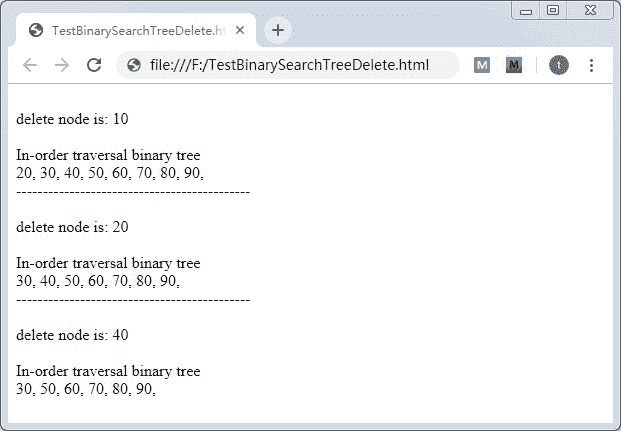 TestBinarySearchTreeDelete.html
file:///F:/TestBinarySearchTreeDelete.html
M
M
t
delete node is: 10
In-order traversal binary tree
20, 30, 40, 50, 60, 70, 80, 90,
--------------------------------------------
delete node is: 20
In-order traversal binary tree
30, 40, 50, 60, 70, 80, 90,
--------------------------------------------
delete node is: 40
In-order traversal binary tree
30, 50, 60, 70, 80, 90,